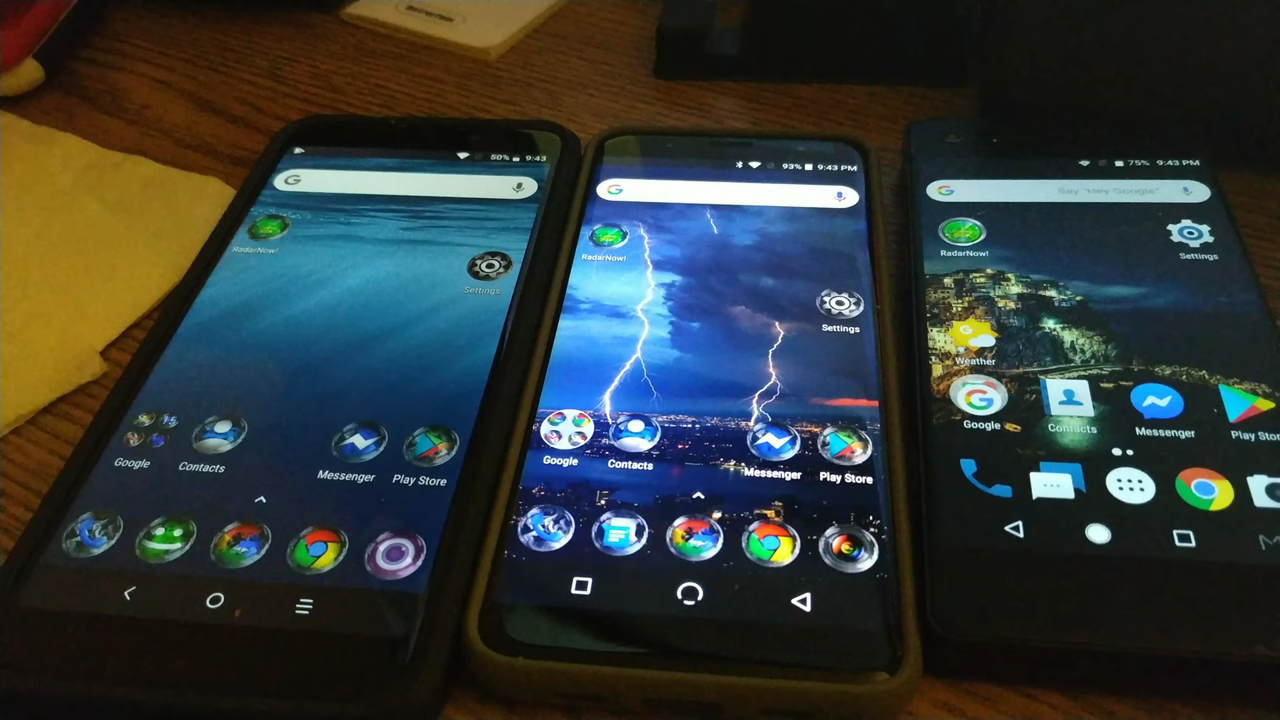 50% 9:43
RadarNow!
Settings
Google
Contacts
Messenger
Play Store
93% 9:43 PM
RadarNow!
Settings
Google
Contacts
Messenger
Play Store
75% 9:43 PM
Say "Hey Google"
RadarNow!
Settings
Weather
Google
Contacts
Messenger
Play Stor
M